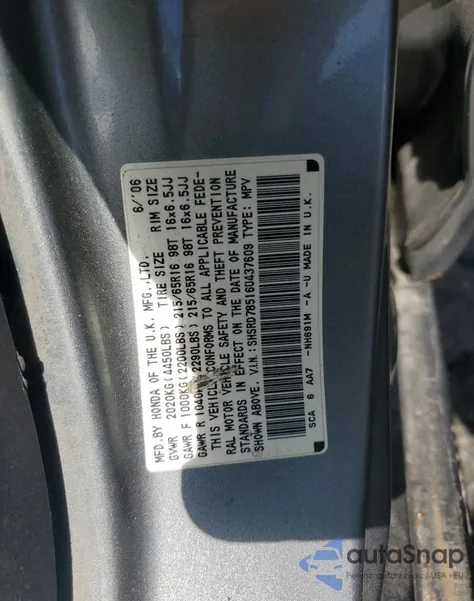 MFD.BY HONDA OF THE U.K. MFG.,LTD. 6/'06
GVWR 2020KG(4450LBS) TIRE SIZE RIM SIZE
GAWR F 1000KG(2200LBS) 215/65R16 98T 16x6.5JJ
GAWR R 1040KG(2290LBS) 215/65R16 98T 16x6.5JJ
THIS VEHICLE CONFORMS TO ALL APPLICABLE FEDE-
RAL MOTOR VEHICLE SAFETY AND THEFT PREVENTION
STANDARDS IN EFFECT ON THE DATE OF MANUFACTURE
SHOWN ABOVE. V.I.N.:SHSRD78516U437609 TYPE: MPV
SCA 6 AA7 -NH691M -A -U MADE IN U.K.
autoSnap